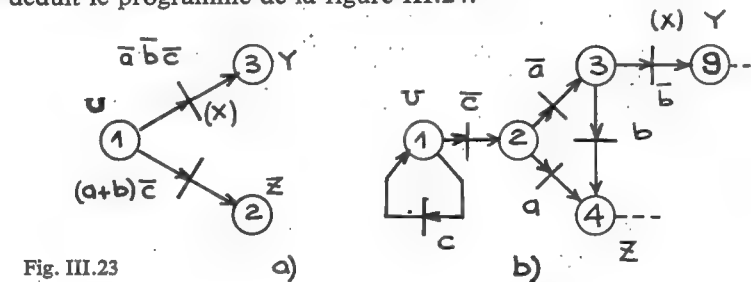 déduit le programme de la figure III.24.
a̅ b̅ c̅
3 Y
(x)
U
1
(a+b) c̅
Z
2
Fig. III.23
a)
(x) Y
a̅ 3 9
b̅
U c̅
1 2 b
a 4
c Z
b)